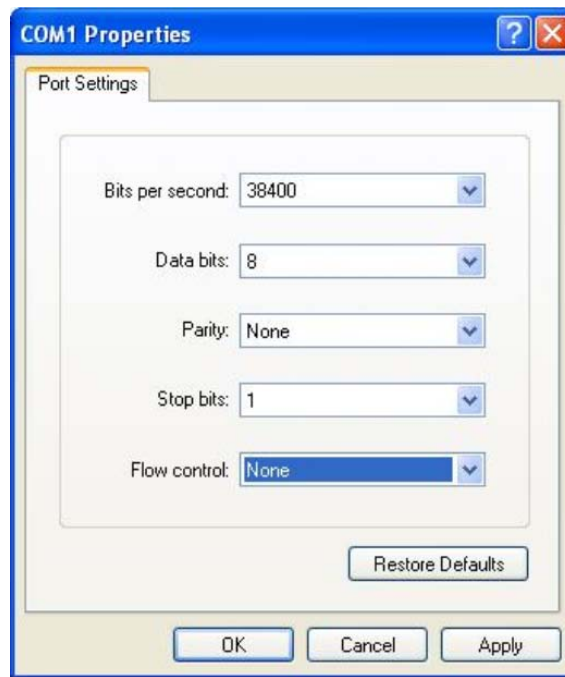 COM1 Properties
Port Settings
Bits per second: 38400
Data bits: 8
Parity: None
Stop bits: 1
Flow control: None
Restore Defaults
OK Cancel Apply